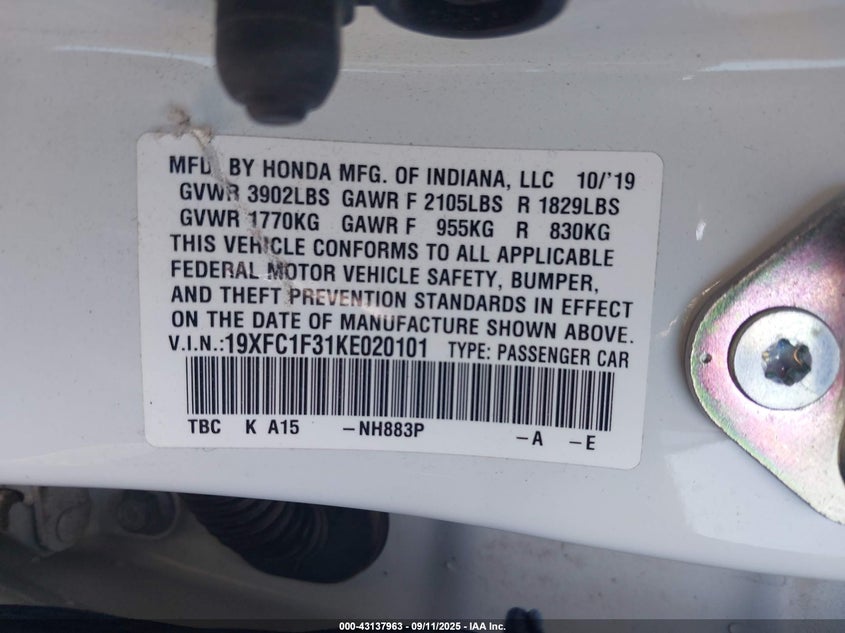 MFD. BY HONDA MFG. OF INDIANA, LLC 10/'19
GVWR 3902LBS GAWR F 2105LBS R 1829LBS
GVWR 1770KG GAWR F 955KG R 830KG
THIS VEHICLE CONFORMS TO ALL APPLICABLE
FEDERAL MOTOR VEHICLE SAFETY, BUMPER,
AND THEFT PREVENTION STANDARDS IN EFFECT
ON THE DATE OF MANUFACTURE SHOWN ABOVE.
V.I.N.:19XFC1F31KE020101 TYPE: PASSENGER CAR
TBC K A15 –NH883P –A –E
000-43137963 – 09/11/2025 – IAA Inc.